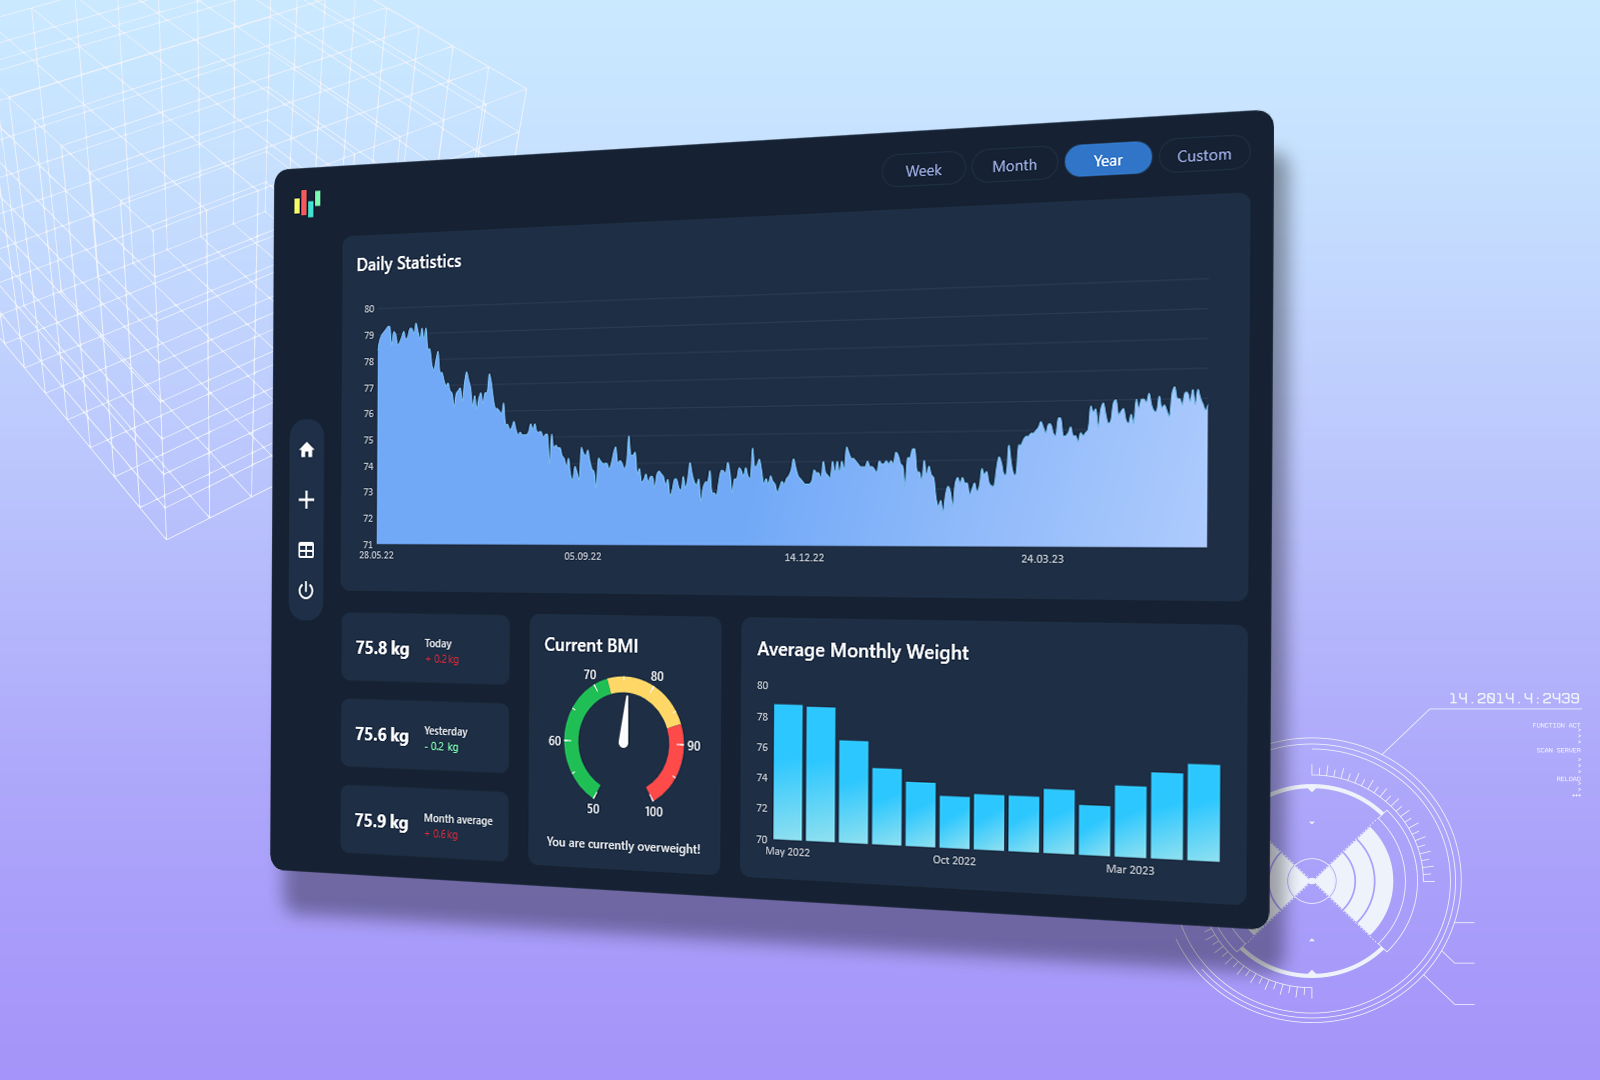 Week
Month
Year
Custom
Daily Statistics
80
79
78
77
76
75
74
73
72
71
28.05.22
05.09.22
14.12.22
24.03.23
75.8 kg
Today
+ 0.2 kg
75.6 kg
Yesterday
- 0.2 kg
75.9 kg
Month average
+ 0.6 kg
Current BMI
70
80
60
90
50
100
You are currently overweight!
Average Monthly Weight
80
78
76
74
72
70
May 2022
Oct 2022
Mar 2023
14.2014.4:2439
FUNCTION ACT
SCAN SERVER
RELOAD